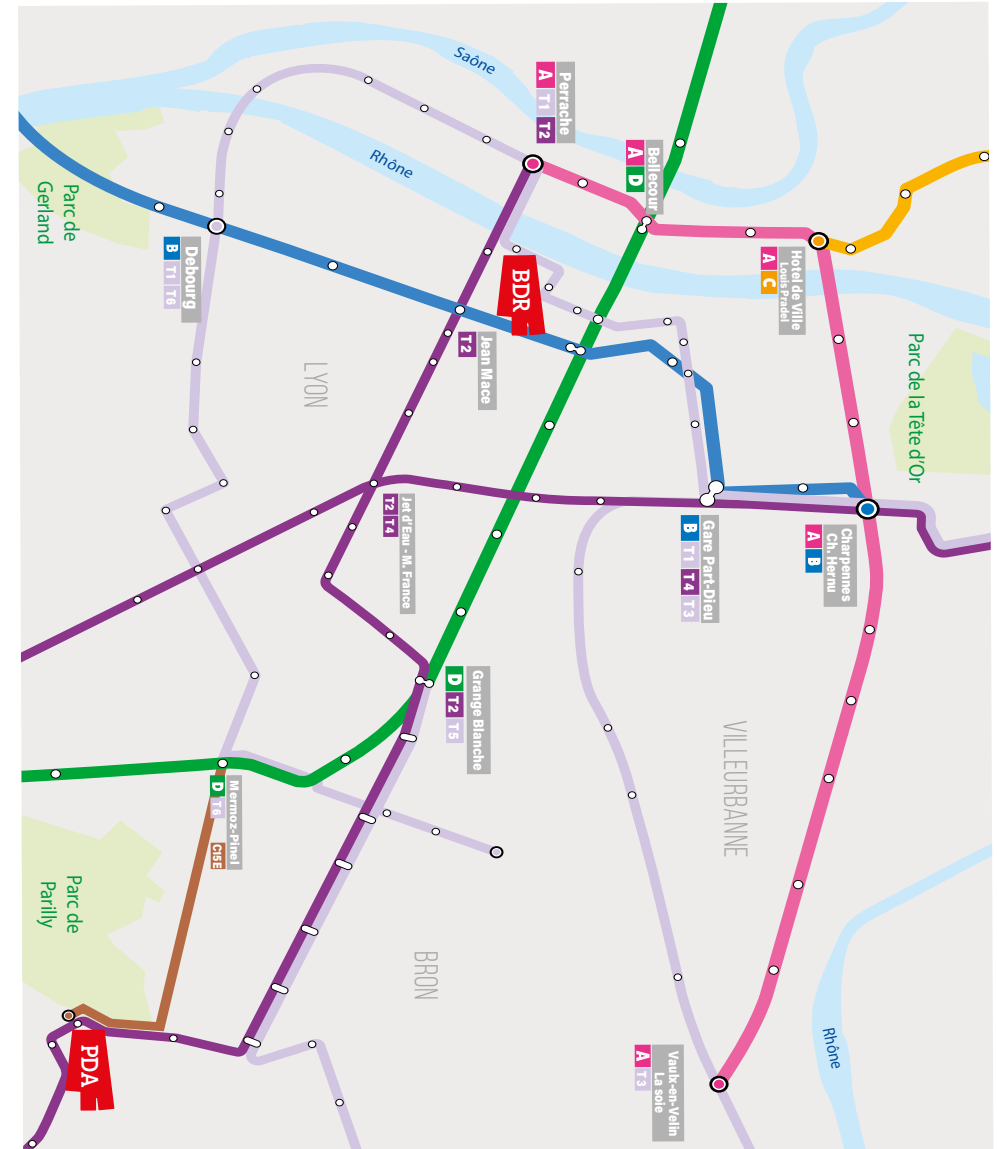 Saône
Rhône
Perrache
A T1 T2
Bellecour
A D
Hotel de Ville
Louis Pradel
A C
Parc de
Gerland
Debourg
B T1 T6
BDR
Jean Mace
T2
Parc de la Tête d'Or
LYON
Jet d'Eau - M. France
T2 T4
Gare Part-Dieu
B T1 T4 T3
Charpennes
Ch. Hernu
A B
Grange Blanche
D T2 T5
VILLEURBANNE
Mermoz-Pinel
D T6 C15E
Parc de
Parilly
BRON
PDA
Vaulx-en-Velin
La soie
A T3
Rhône